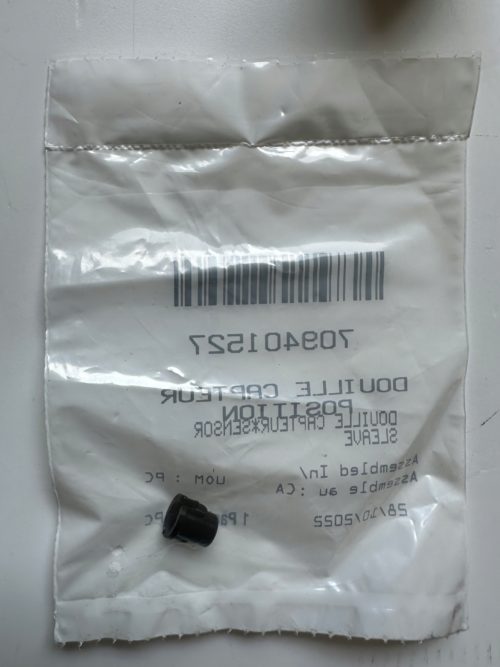 709401527
DOUILLE CAPTEUR
POSITION
DOUILLE CAPTEUR*SENSOR
SLEAVE
Assembled In/
Assemble au : CA
UOM : PC
28/10/2022
1 PC